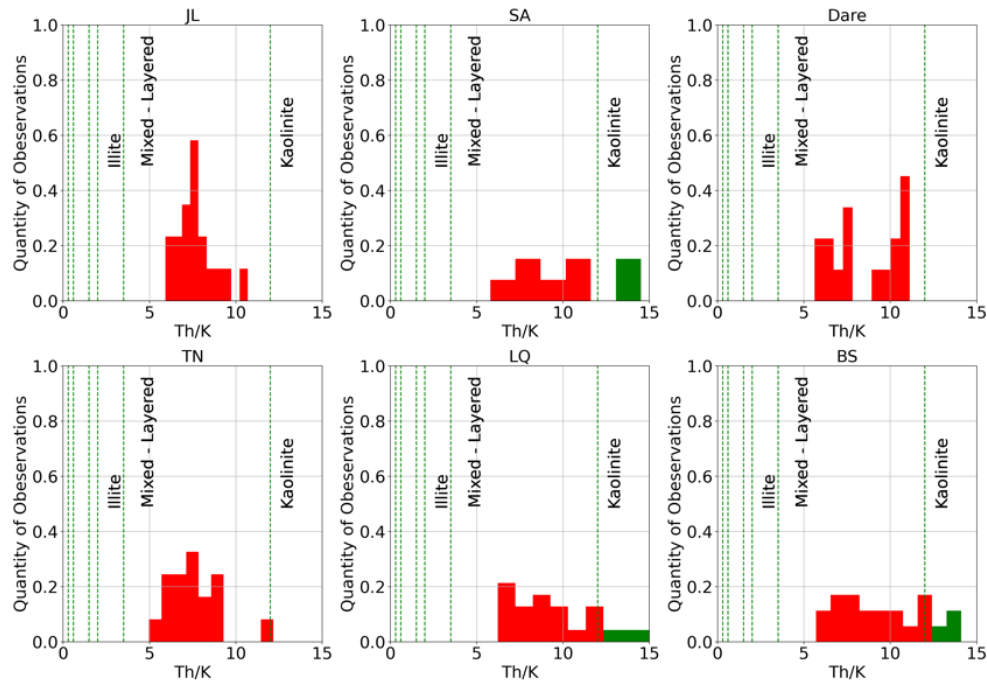 JL
1.0
0.8
0.6
0.4
0.2
0.0
Quantity of Obeservations
Illite
Mixed - Layered
Kaolinite
0
5
10
15
Th/K
SA
1.0
0.8
0.6
0.4
0.2
0.0
Quantity of Obeservations
Illite
Mixed - Layered
Kaolinite
0
5
10
15
Th/K
Dare
1.0
0.8
0.6
0.4
0.2
0.0
Quantity of Obeservations
Illite
Mixed - Layered
Kaolinite
0
5
10
15
Th/K
TN
1.0
0.8
0.6
0.4
0.2
0.0
Quantity of Obeservations
Illite
Mixed - Layered
Kaolinite
0
5
10
15
Th/K
LQ
1.0
0.8
0.6
0.4
0.2
0.0
Quantity of Obeservations
Illite
Mixed - Layered
Kaolinite
0
5
10
15
Th/K
BS
1.0
0.8
0.6
0.4
0.2
0.0
Quantity of Obeservations
Illite
Mixed - Layered
Kaolinite
0
5
10
15
Th/K